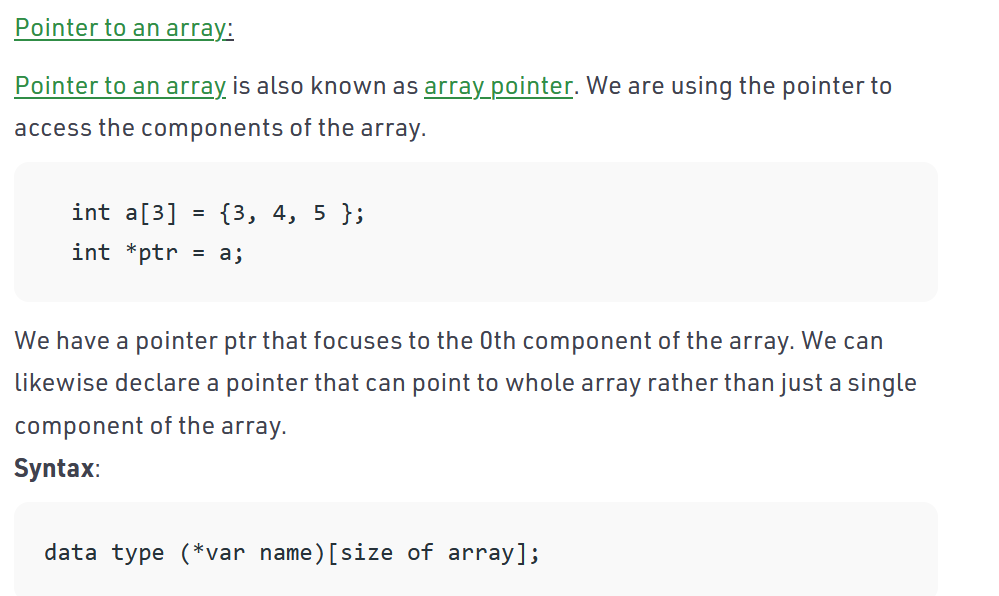 Pointer to an array:
Pointer to an array is also known as array pointer. We are using the pointer to
access the components of the array.
int a[3] = {3, 4, 5 };
int *ptr = a;
We have a pointer ptr that focuses to the 0th component of the array. We can
likewise declare a pointer that can point to whole array rather than just a single
component of the array.
Syntax:
data type (*var name)[size of array];